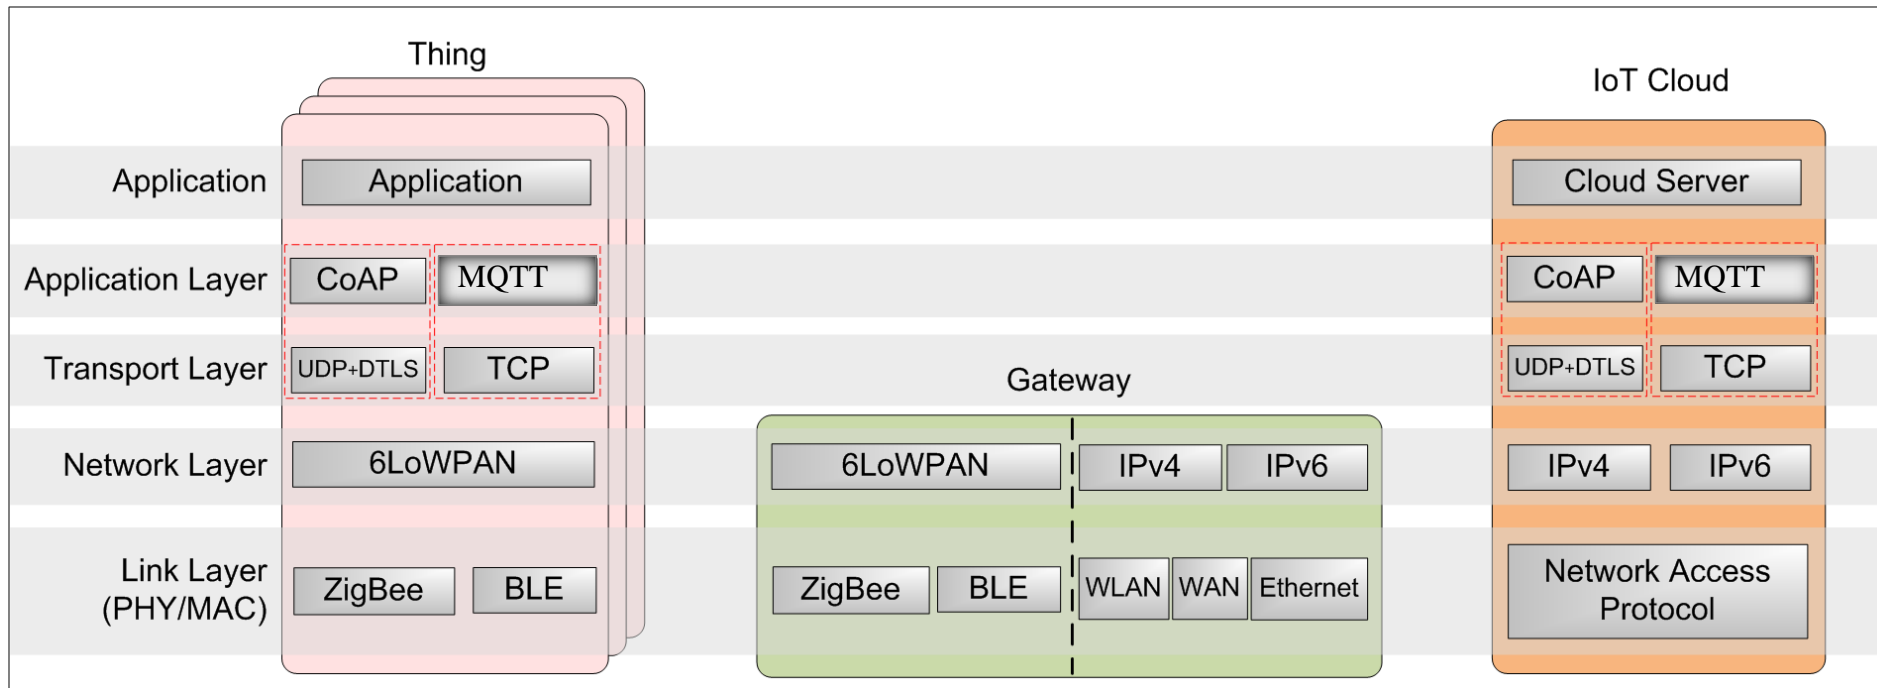 Thing
IoT Cloud
Application
Application
Cloud Server
Application Layer
CoAP
MQTT
CoAP
MQTT
Transport Layer
UDP+DTLS
TCP
UDP+DTLS
TCP
Gateway
Network Layer
6LoWPAN
6LoWPAN
IPv4
IPv6
IPv4
IPv6
Link Layer
(PHY/MAC)
ZigBee
BLE
ZigBee
BLE
WLAN
WAN
Ethernet
Network Access
Protocol